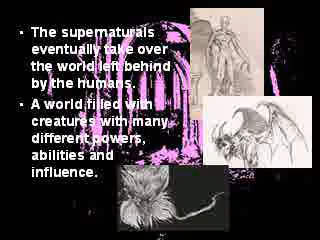 • The supernaturals
eventually take over
the world left behind
by the humans.
• A world filled with
creatures with many
different powers,
abilities and
influence.